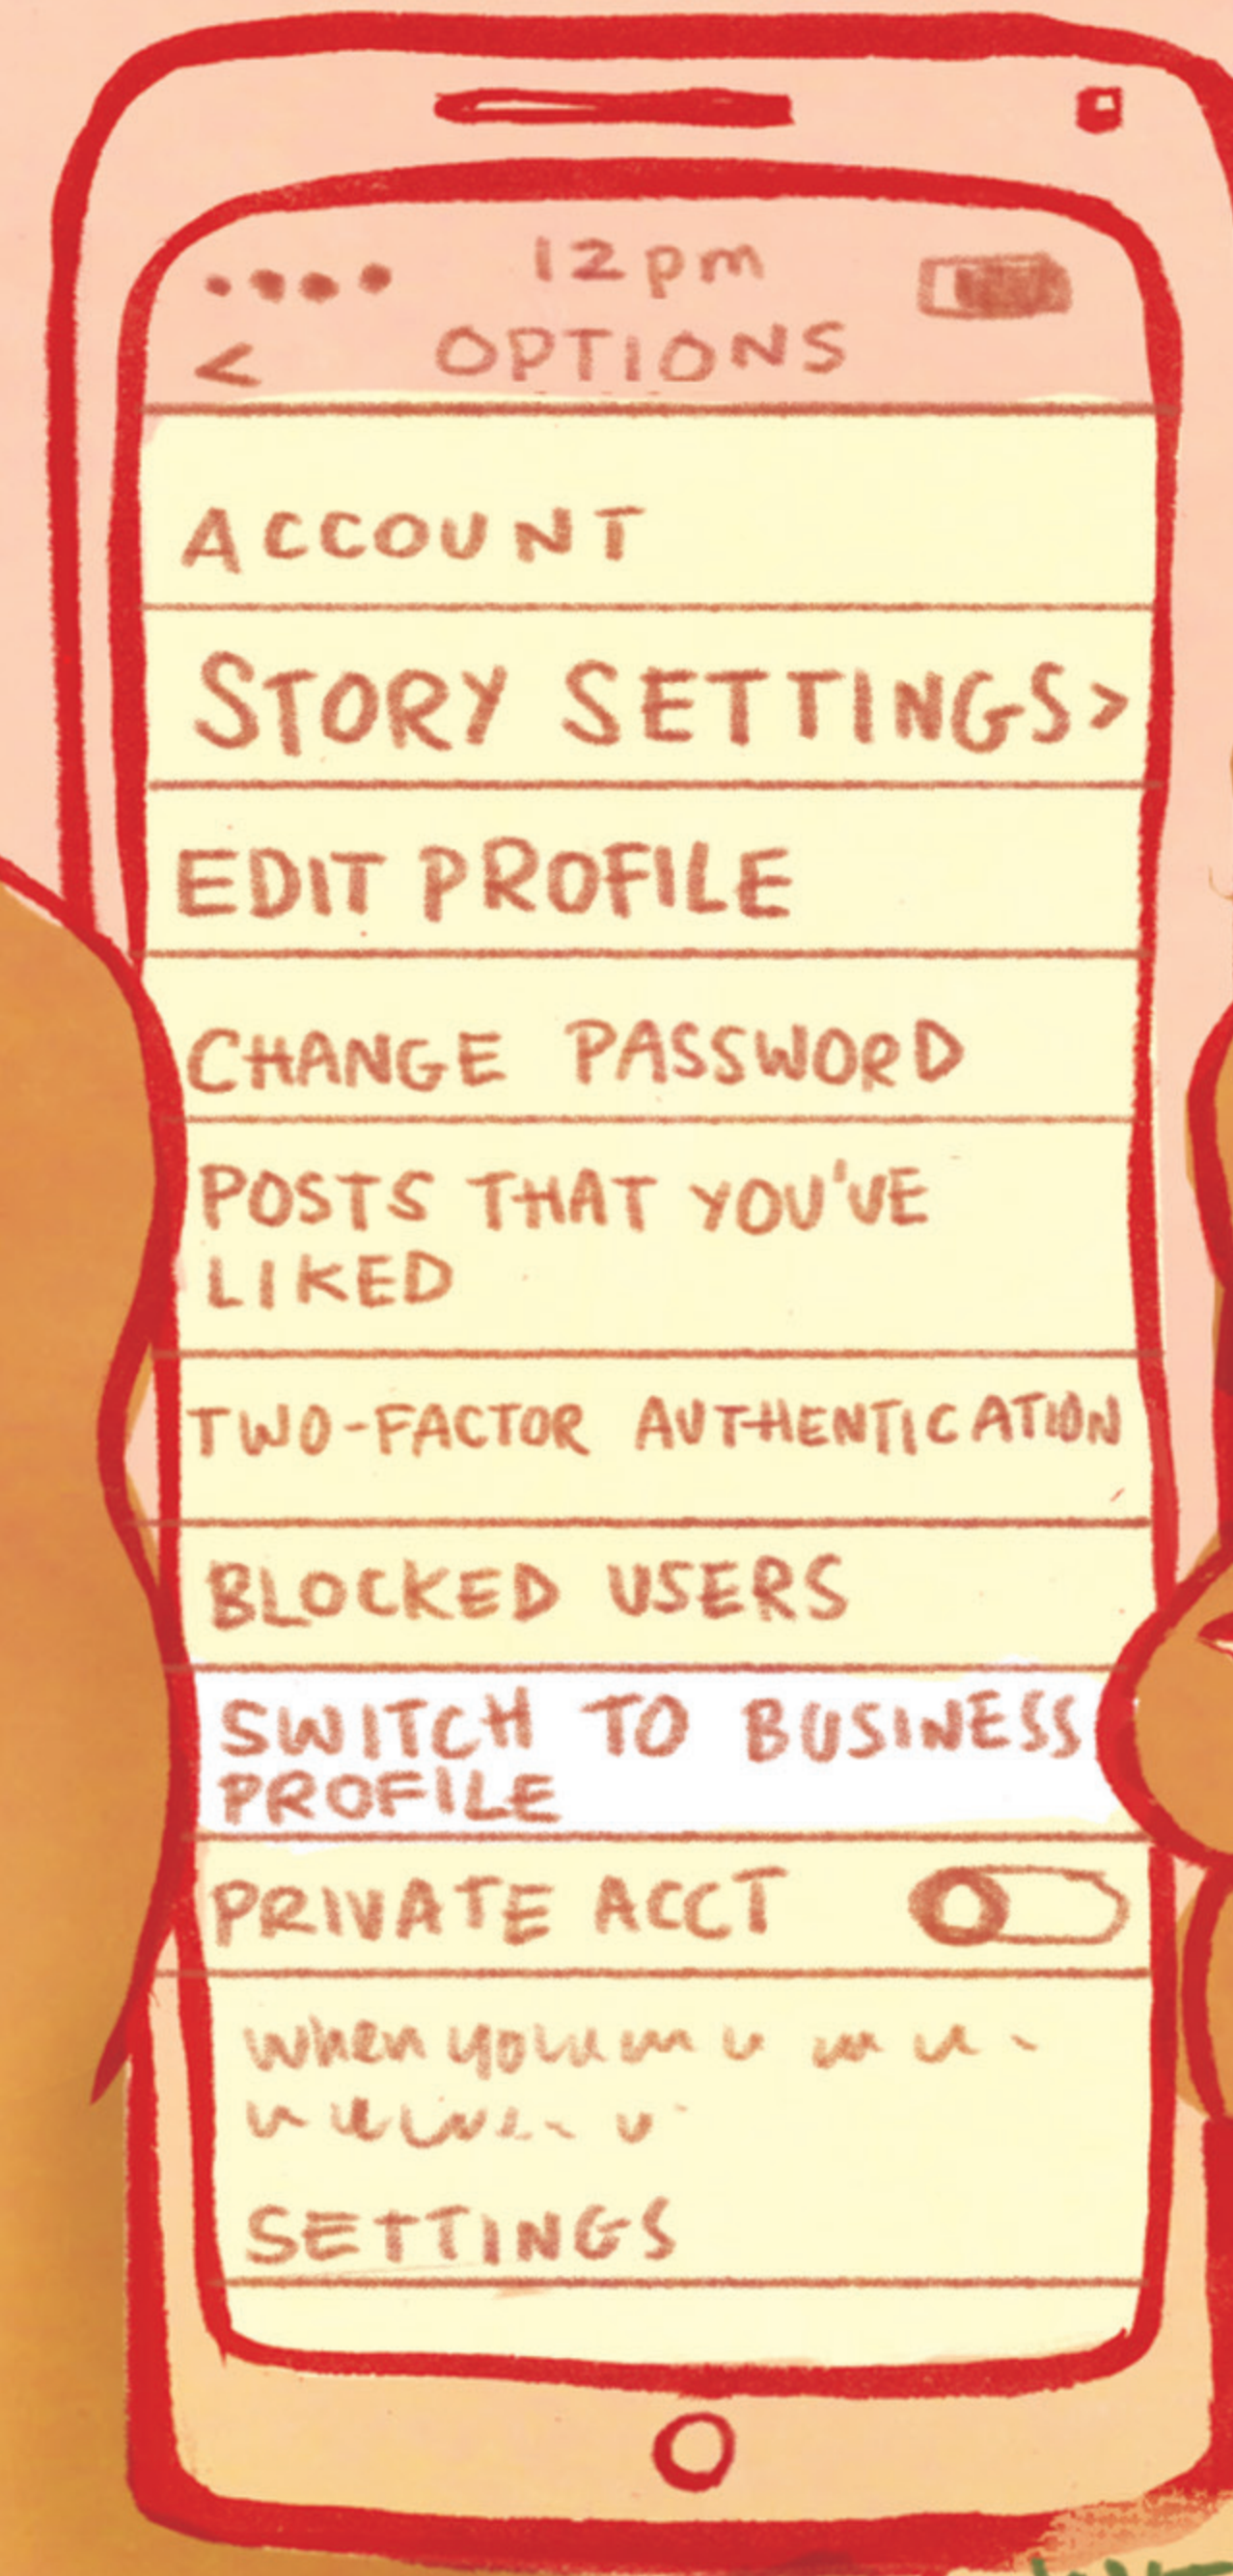 12pm
< OPTIONS
ACCOUNT
STORY SETTINGS >
EDIT PROFILE
CHANGE PASSWORD
POSTS THAT YOU'VE
LIKED
TWO-FACTOR AUTHENTICATION
BLOCKED USERS
SWITCH TO BUSINESS
PROFILE
PRIVATE ACCT
when
SETTINGS